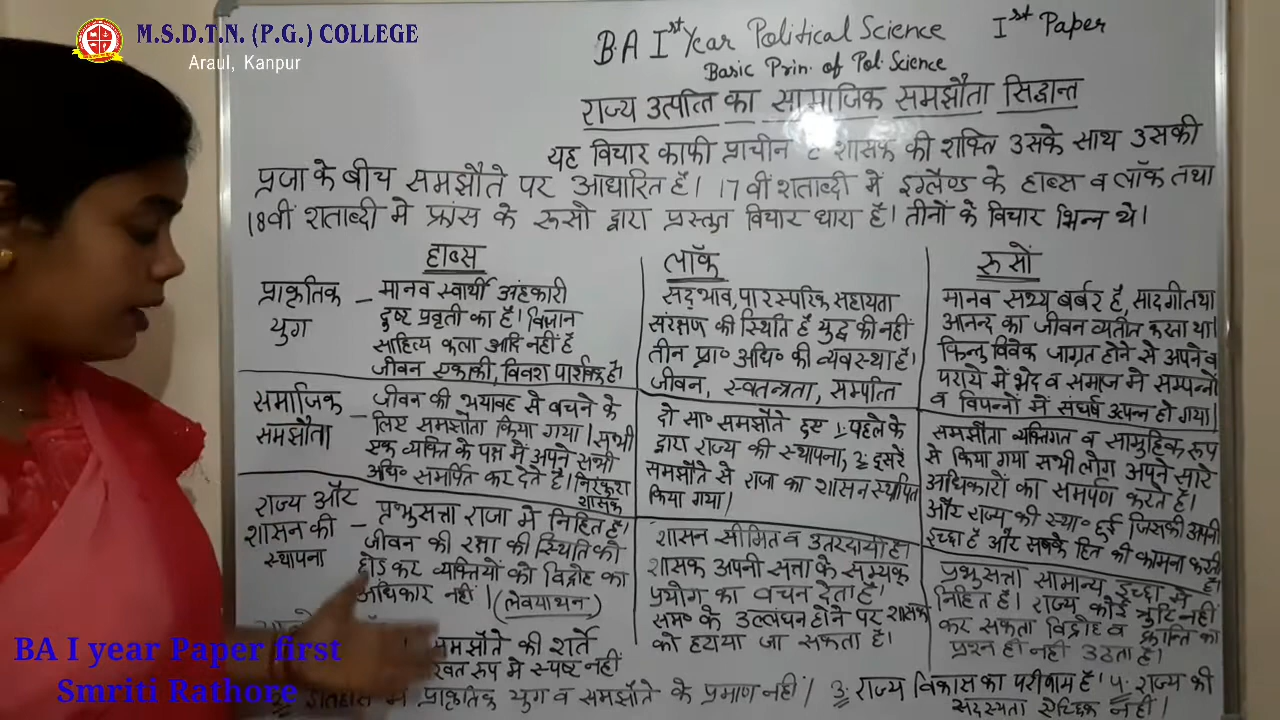 M.S.D.T.N. (P.G.) COLLEGE
Araul, Kanpur
B.A Ist Year Political Science Ist Paper
Basic Prin. of Pol. Science
राज्य उत्पत्ति का सामाजिक समझौता सिद्वान्त
यह विचार काफी प्राचीन है शासक की शक्ति उसके साथ उसकी
प्रजा के बीच समझौते पर आधारित है। 17 वी शताब्दी में इंग्लैण्ड के हाब्स व लॉक तथा
18वीं शताब्दी मे फ्रांस के रूसो द्वारा प्रस्तुत विचार धारा है। तीनों के विचार भिन्न थे।
हाब्स
प्राकृतिक युग
– मानव स्वार्थी अंहकारी
दुष्ट प्रवृती का है। विज्ञान
साहित्य कला आदि नहीं है
जीवन एकाकी, विवश पाशविक है।
समाजिक समझौता
– जीवन की भयावह से बचने के
लिए समझौता किया गया। सभी
एक व्यक्ति के पक्ष में अपने सभी
अधि० समर्पित कर देते है। निरंकुश
शासक
राज्य और शासन की स्थापना
– प्रभुसत्ता राजा मे निहित है।
जीवन की रक्षा की स्थिति को
छोड कर व्यक्तियों को विद्रोह का
अधिकार नहीं। (लेवयाथन)
लॉक
सद्भाव, पारस्परिक सहायता
संरक्षण की स्थिति है युद्ध की नहीं
तीन प्रा० अधि० की व्यवस्था है।
जीवन, स्वतन्त्रता, सम्पत्ति
दो सा० समझौते हुए 1- पहले के
द्वारा राज्य की स्थापना, 2- दूसरें
समझौते से राजा का शासन स्थापित
किया गया।
शासन सीमित व उतरदायी है।
शासक अपनी सत्ता के सम्यक
प्रयोग का वचन देता है।
सम० के उल्लंघन होने पर शासक
को हटाया जा सकता है।
रुसों
मानव सभ्य बर्बर है, सादगी तथा
आनन्द का जीवन व्यतीत करता था।
किन्तु विवेक जाग्रत होने से अपने व
पराये में भेद व समाज मे सम्पन्नों
व विपन्नों में संघर्ष उत्पन्न हो गया।
समझौता व्यक्तिगत व सामुहिक रूप
मे किया गया सभी लोग अपने सारे
अधिकारों का समर्पण करते है।
और राज्य की स्था० हुई जिसकी अपनी
इच्छा है और सबके हित की कामना करती
है।
प्रभुसत्ता सामान्य इच्छा मे
निहित है। राज्य कोई त्रुटि नहीं
कर सकता विद्रोह व क्रान्ति का
प्रश्न ही नहीं उठता है।
समझौते की शर्ते
रूप मे स्पष्ट नहीं
प्राकृतिक युग व समझौते के प्रमाण नहीं। 3- राज्य विकास का परीणाम है। 4- राज्य की
सदस्यता ऐच्छिक नहीं।
BA I year Paper first
Smriti Rathore